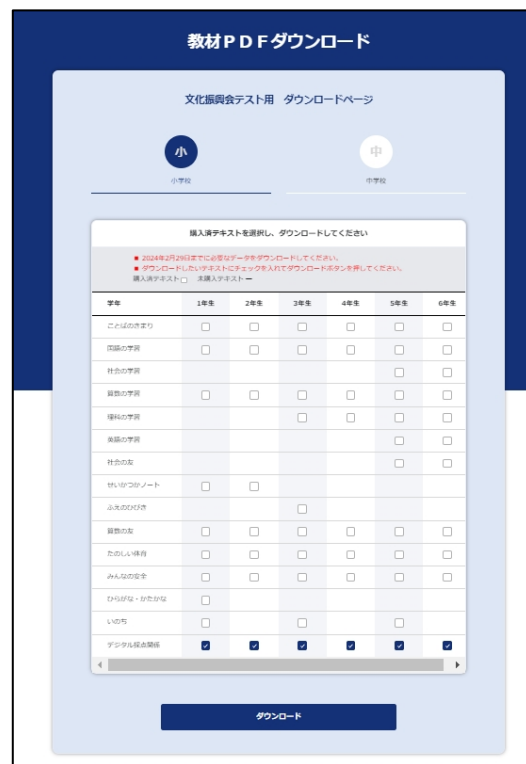 教材PDFダウンロード
文化振興会テスト用 ダウンロードページ
小 中
小学校 中学校
購入済テキストを選択し、ダウンロードしてください
■ 2024年2月29日までに必要なデータをダウンロードしてください。
■ ダウンロードしたいテキストにチェックを入れてダウンロードボタンを押してください。
購入済テキスト□ 未購入テキスト ー
学年 1年生 2年生 3年生 4年生 5年生 6年生
ことばのきまり
国語の学習
社会の学習
算数の学習
理科の学習
英語の学習
社会の友
せいかつかノート
ふえのひびき
算数の友
たのしい体育
みんなの安全
ひらがな・かたかな
いのち
デジタル採点関係
ダウンロード